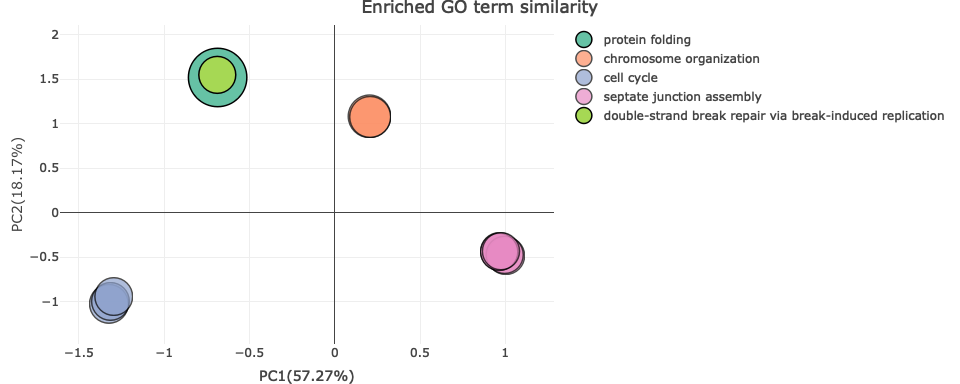 Enriched GO term similarity
protein folding
chromosome organization
cell cycle
septate junction assembly
double-strand break repair via break-induced replication
PC2(18.17%)
2
1.5
1
0.5
0
−0.5
−1
−1.5
−1
−0.5
0
0.5
1
PC1(57.27%)